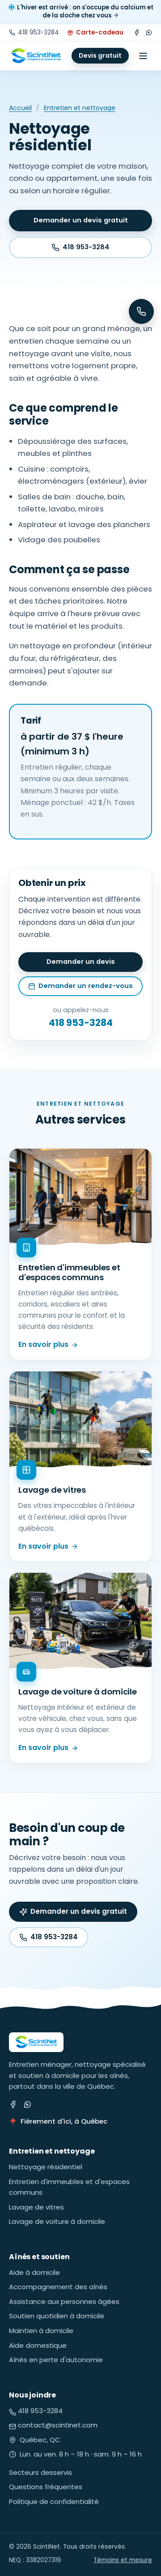 L'hiver est arrivé : on s'occupe du calcium et
de la sloche chez vous →
418 953-3284
Carte-cadeau
ScintiNet
Devis gratuit
Accueil / Entretien et nettoyage
Nettoyage
résidentiel
Nettoyage complet de votre maison,
condo ou appartement, une seule fois
ou selon un horaire régulier.
Demander un devis gratuit
418 953-3284
Que ce soit pour un grand ménage, un
entretien chaque semaine ou un
nettoyage avant une visite, nous
remettons votre logement propre,
sain et agréable à vivre.
Ce que comprend le
service
Dépoussiérage des surfaces,
meubles et plinthes
Cuisine : comptoirs,
électroménagers (extérieur), évier
Salles de bain : douche, bain,
toilette, lavabo, miroirs
Aspirateur et lavage des planchers
Vidage des poubelles
Comment ça se passe
Nous convenons ensemble des pièces
et des tâches prioritaires. Notre
équipe arrive à l'heure prévue avec
tout le matériel et les produits.
Un nettoyage en profondeur (intérieur
du four, du réfrigérateur, des
armoires) peut s'ajouter sur
demande.
Tarif
à partir de 37 $ l'heure
(minimum 3 h)
Entretien régulier, chaque
semaine ou aux deux semaines.
Minimum 3 heures par visite.
Ménage ponctuel : 42 $/h. Taxes
en sus.
Obtenir un prix
Chaque intervention est différente.
Décrivez votre besoin et nous vous
répondons dans un délai d'un jour
ouvrable.
Demander un devis
Demander un rendez-vous
ou appelez-nous
418 953-3284
ENTRETIEN ET NETTOYAGE
Autres services
Entretien d'immeubles et
d'espaces communs
Entretien régulier des entrées,
corridors, escaliers et aires
communes pour le confort et la
sécurité des résidents.
En savoir plus →
Lavage de vitres
Des vitres impeccables à l'intérieur
et à l'extérieur, idéal après l'hiver
québécois.
En savoir plus →
Lavage de voiture à domicile
Nettoyage intérieur et extérieur de
votre véhicule, chez vous, sans que
vous ayez à vous déplacer.
En savoir plus →
Besoin d'un coup de
main ?
Décrivez votre besoin : nous vous
rappelons dans un délai d'un jour
ouvrable avec une proposition claire.
Demander un devis gratuit
418 953-3284
ScintiNet
Entretien ménager, nettoyage spécialisé
et soutien à domicile pour les aînés,
partout dans la ville de Québec.
Fièrement d'ici, à Québec
Entretien et nettoyage
Nettoyage résidentiel
Entretien d'immeubles et d'espaces
communs
Lavage de vitres
Lavage de voiture à domicile
Aînés et soutien
Aide à domicile
Accompagnement des aînés
Assistance aux personnes âgées
Soutien quotidien à domicile
Maintien à domicile
Aide domestique
Aînés en perte d'autonomie
Nous joindre
418 953-3284
contact@scintinet.com
Québec, QC
Lun. au ven. 8 h – 18 h · sam. 9 h – 16 h
Secteurs desservis
Questions fréquentes
Politique de confidentialité
© 2026 ScintiNet. Tous droits réservés.
NEQ : 3382027319
Témoins et mesure